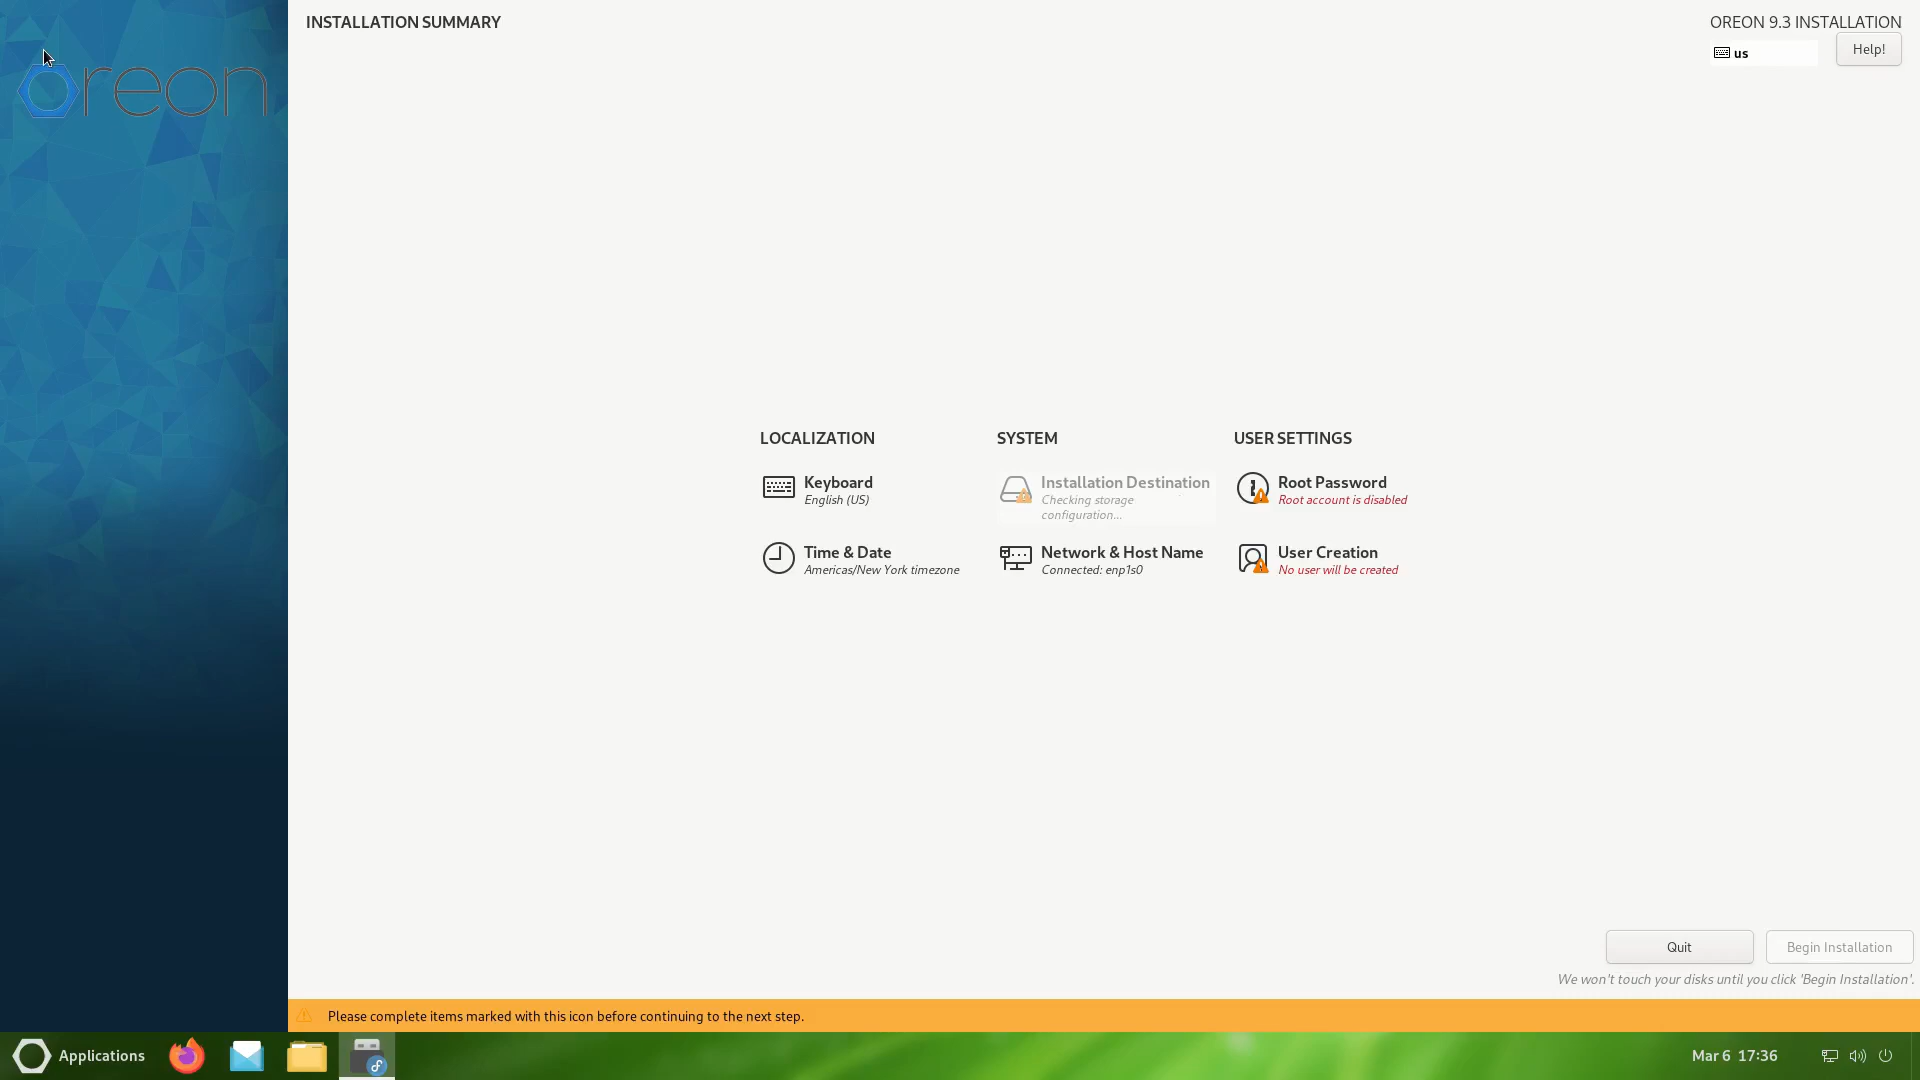 INSTALLATION SUMMARY
OREON 9.3 INSTALLATION
us
Help!
oreon
LOCALIZATION
Keyboard
English (US)
Time & Date
Americas/New York timezone
SYSTEM
Installation Destination
Checking storage
configuration...
Network & Host Name
Connected: enp1s0
USER SETTINGS
Root Password
Root account is disabled
User Creation
No user will be created
Quit
Begin Installation
We won't touch your disks until you click 'Begin Installation'.
Please complete items marked with this icon before continuing to the next step.
Applications
Mar 6 17:36